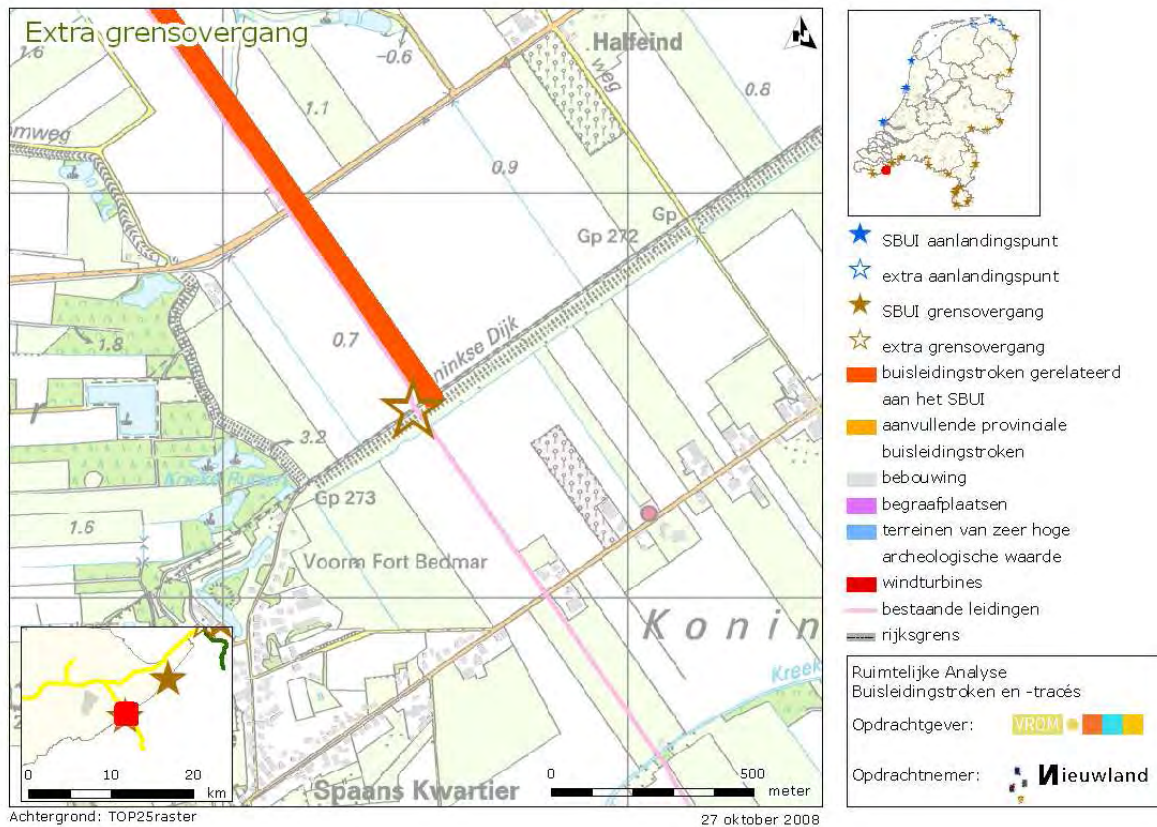 Extra grensovergang
1.6
-0.6
Halfeind
weg
1.1
0.8
omweg
0.9
Gp
Gp 272
ninkse Dijk
0.7
1.8
r
3.2
Gp 273
1.6
Voorm Fort Bedmar
Konin
Kreek
Spaans Kwartier
0 10 20
km
0 500
meter
Achtergrond: TOP25raster
27 oktober 2008
SBUI aanlandingspunt
extra aanlandingspunt
SBUI grensovergang
extra grensovergang
buisleidingstroken gerelateerd
aan het SBUI
aanvullende provinciale
buisleidingstroken
bebouwing
begraafplaatsen
terreinen van zeer hoge
archeologische waarde
windturbines
bestaande leidingen
rijksgrens
Ruimtelijke Analyse
Buisleidingstroken en -tracés
Opdrachtgever: VROM
Opdrachtnemer: Nieuwland